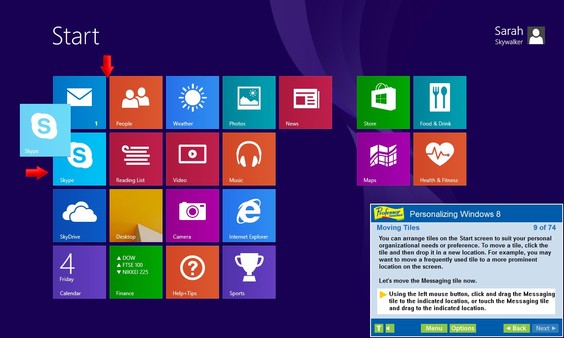 Start
Sarah
Skywalker
1
People
Weather
Photos
News
Store
Food & Drink
Skype
Skype
Reading List
Video
Music
Maps
Health & Fitness
SkyDrive
Desktop
Camera
Internet Explorer
4
Friday
Calendar
▲ DOW
▲ FTSE 100
▼ NIKKEI 225
Finance
Help+Tips
Sports
Professor
Personalizing Windows 8
Moving Tiles
9 of 74
You can arrange tiles on the Start screen to suit your personal
organizational needs or preference. To move a tile, click the
tile and then drop it in a new location. For example, you may
want to move a frequently used tile to a more prominent
location on the screen.
Let's move the Messaging tile now.
Using the left mouse button, click and drag the Messaging
tile to the indicated location, or touch the Messaging tile
and drag to the indicated location.
T
Menu
Options
Back
Next